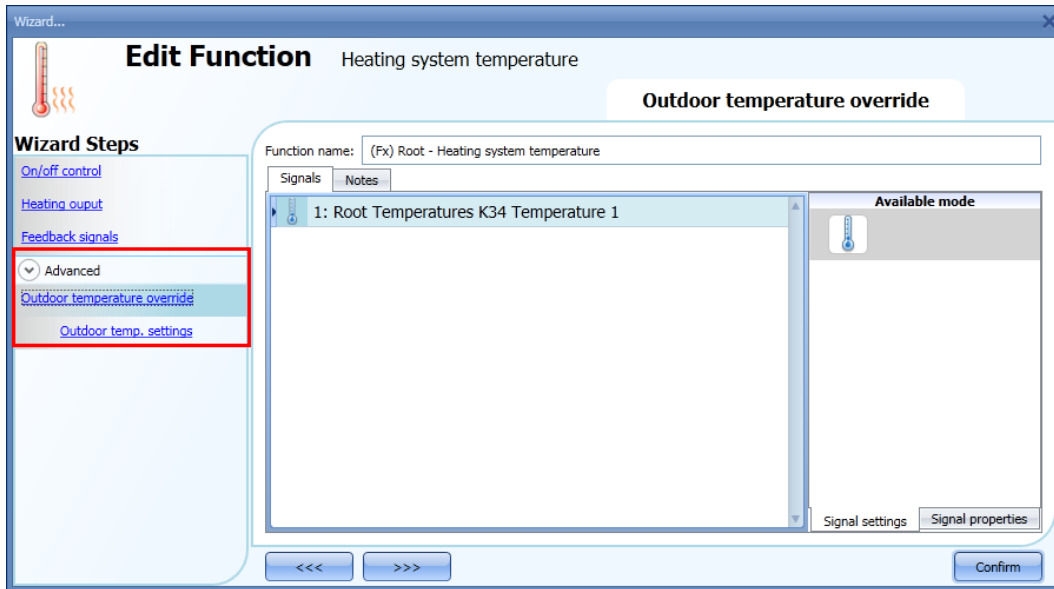 Wizard...
Edit Function Heating system temperature
Outdoor temperature override
Wizard Steps
On/off control
Heating ouput
Feedback signals
Advanced
Outdoor temperature override
Outdoor temp. settings
Function name: (Fx) Root - Heating system temperature
Signals Notes
1: Root Temperatures K34 Temperature 1
Available mode
Signal settings Signal properties
<<< >>> Confirm